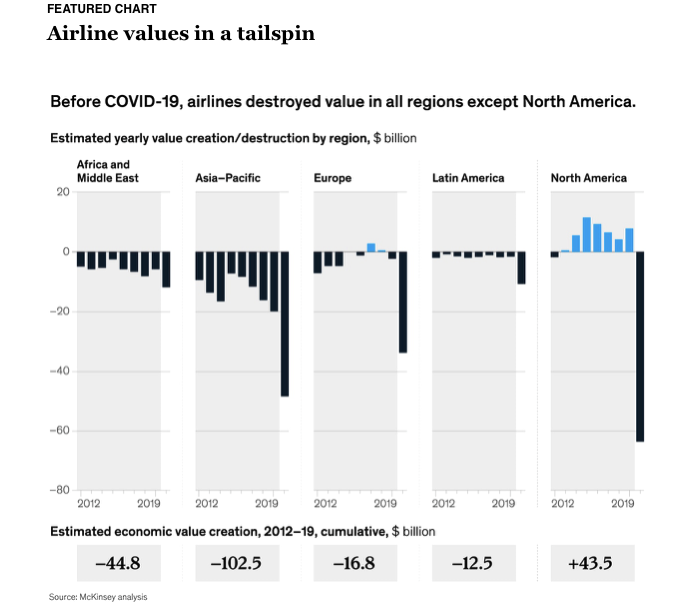 FEATURED CHART
Airline values in a tailspin
Before COVID-19, airlines destroyed value in all regions except North America.
Estimated yearly value creation/destruction by region, $ billion
Africa and
Middle East
Asia–Pacific
Europe
Latin America
North America
20
0
–20
–40
–60
–80
2012 2019 2012 2019 2012 2019 2012 2019 2012 2019
Estimated economic value creation, 2012–19, cumulative, $ billion
–44.8 –102.5 –16.8 –12.5 +43.5
Source: McKinsey analysis